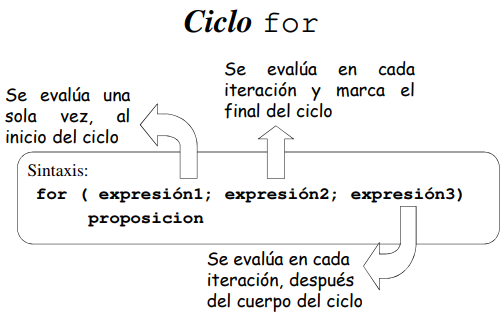 Ciclo for
Se evalúa en cada
iteración y marca el
final del ciclo
Se evalúa una
sola vez, al
inicio del ciclo
Sintaxis:
for ( expresión1; expresión2; expresión3)
proposicion
Se evalúa en cada
iteración, después
del cuerpo del ciclo